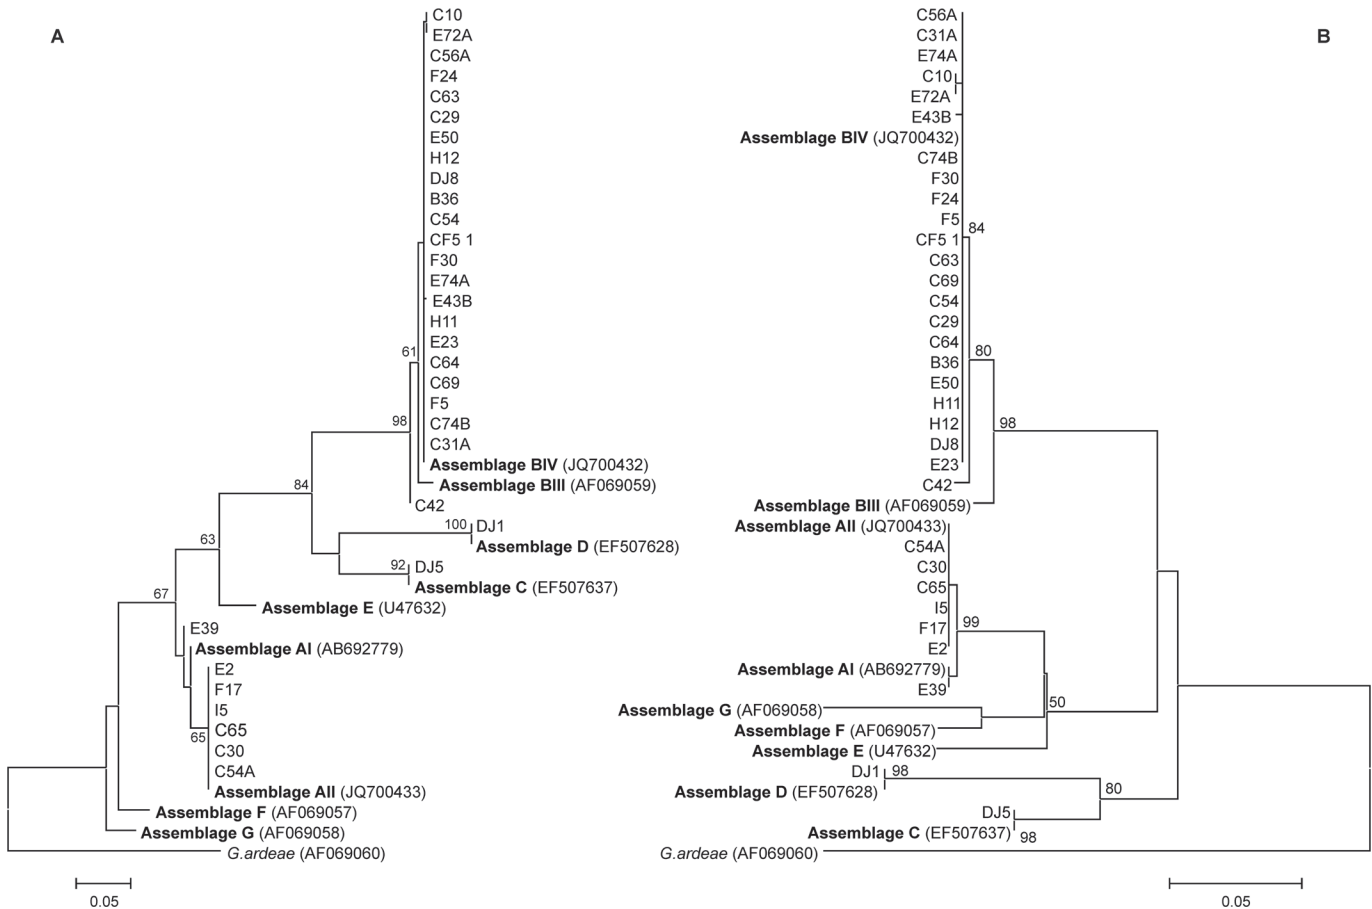 A
C10
E72A
C56A
F24
C63
C29
E50
H12
DJ8
B36
C54
CF5 1
F30
E74A
E43B
H11
E23
C64
61
C69
F5
C74B
98
C31A
Assemblage BIV (JQ700432)
Assemblage BIII (AF069059)
84
C42
100
DJ1
Assemblage D (EF507628)
63
92
DJ5
Assemblage C (EF507637)
67
Assemblage E (U47632)
E39
Assemblage AI (AB692779)
E2
F17
I5
C65
65
C30
C54A
Assemblage AII (JQ700433)
Assemblage F (AF069057)
Assemblage G (AF069058)
G.ardeae (AF069060)
0.05
B
C56A
C31A
E74A
C10
E72A
E43B
Assemblage BIV (JQ700432)
C74B
F30
F24
F5
84
CF5 1
C63
C69
C54
C29
C64
80
B36
E50
H11
H12
98
DJ8
E23
C42
Assemblage BIII (AF069059)
Assemblage AII (JQ700433)
C54A
C30
C65
I5
F17
99
E2
Assemblage AI (AB692779)
E39
Assemblage G (AF069058)
50
Assemblage F (AF069057)
Assemblage E (U47632)
DJ1
98
Assemblage D (EF507628)
80
DJ5
Assemblage C (EF507637)
98
G.ardeae (AF069060)
0.05